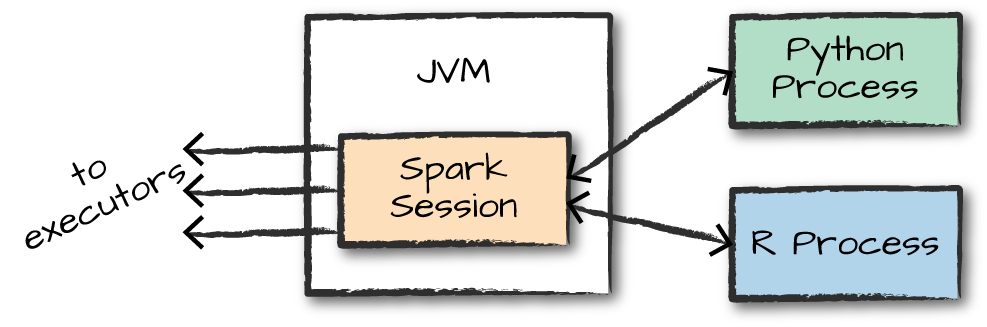 JVM
Spark
Session
to
executors
Python
Process
R Process